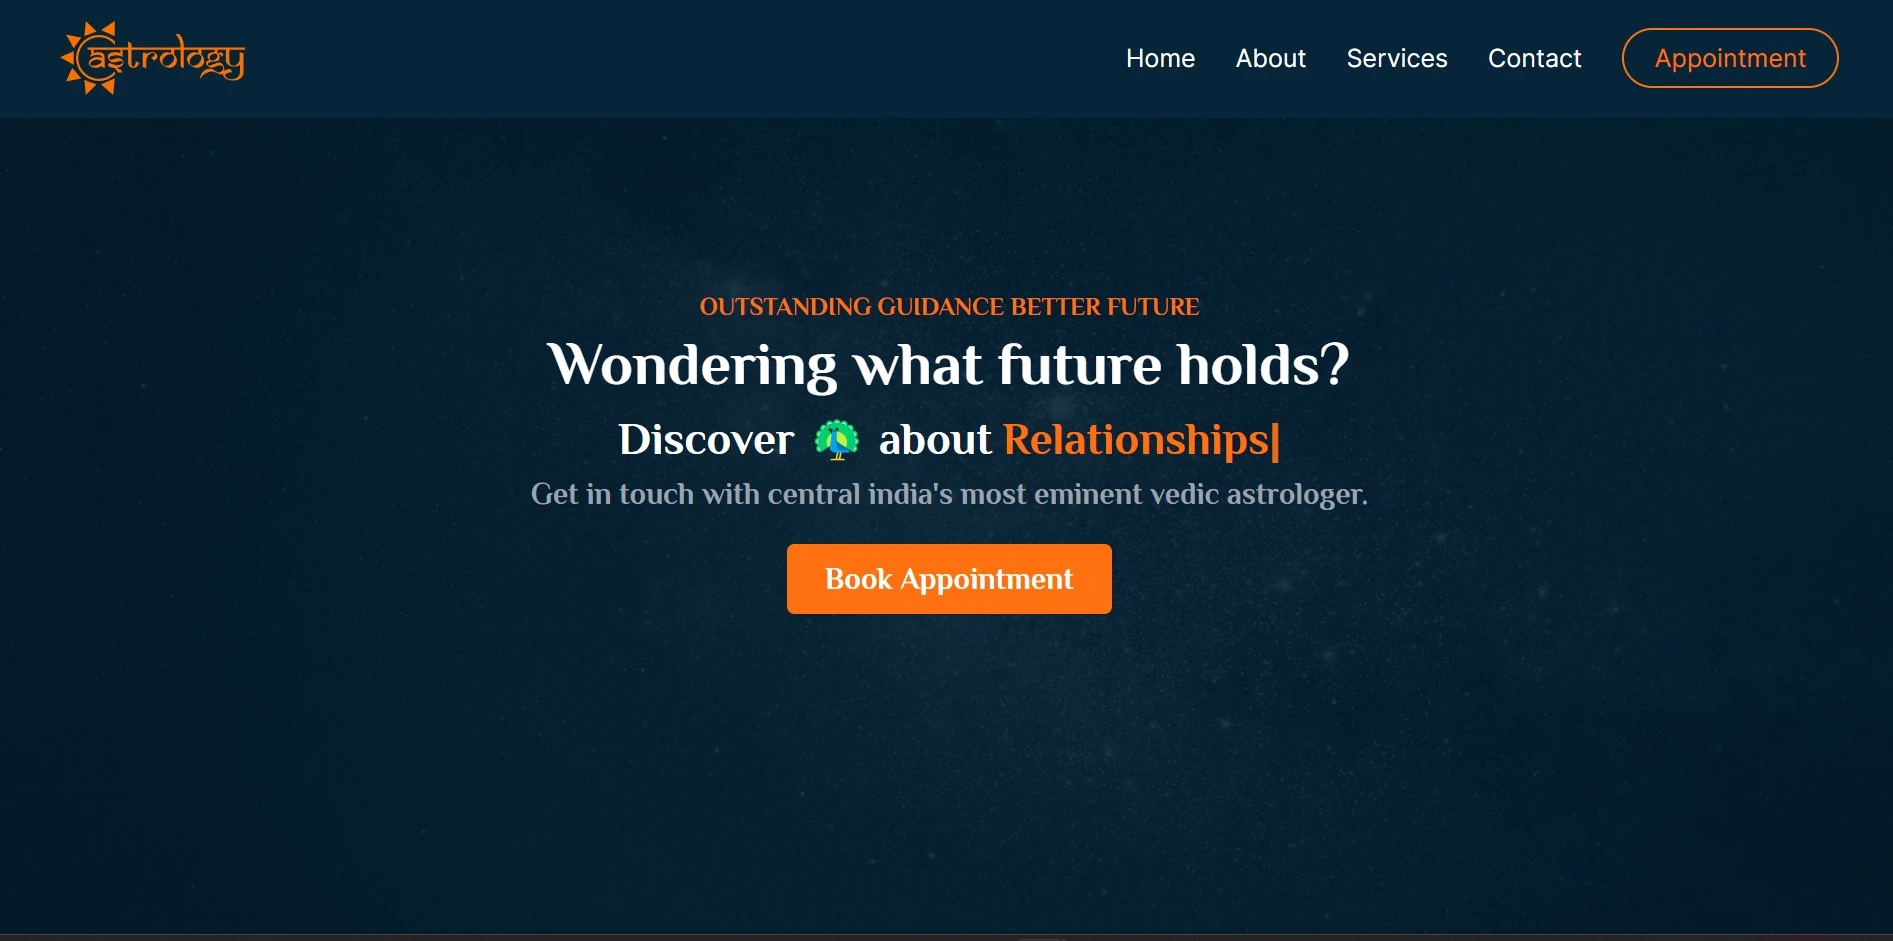 astrology
Home About Services Contact Appointment
OUTSTANDING GUIDANCE BETTER FUTURE
Wondering what future holds?
Discover 🦚 about Relationships|
Get in touch with central india's most eminent vedic astrologer.
Book Appointment